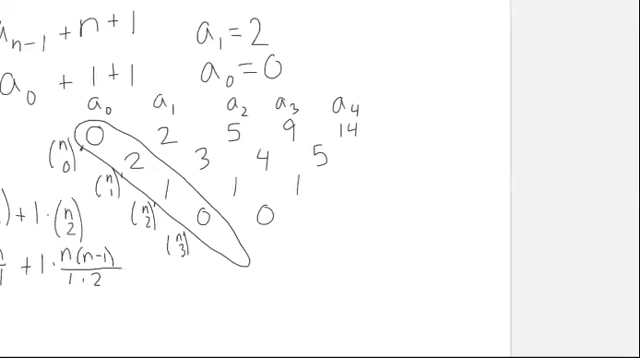 a_{n-1} + n + 1    a_1 = 2
a_0 + 1 + 1    a_0 = 0
a_0 a_1 a_2 a_3 a_4
0 2 5 9 14
(n 0) 2 3 4 5
(n 1) 1 1 1
) + 1 · (n 2)    (n 2) 0 0
(n 3)
+ 1 · n(n-1) / 1 · 2